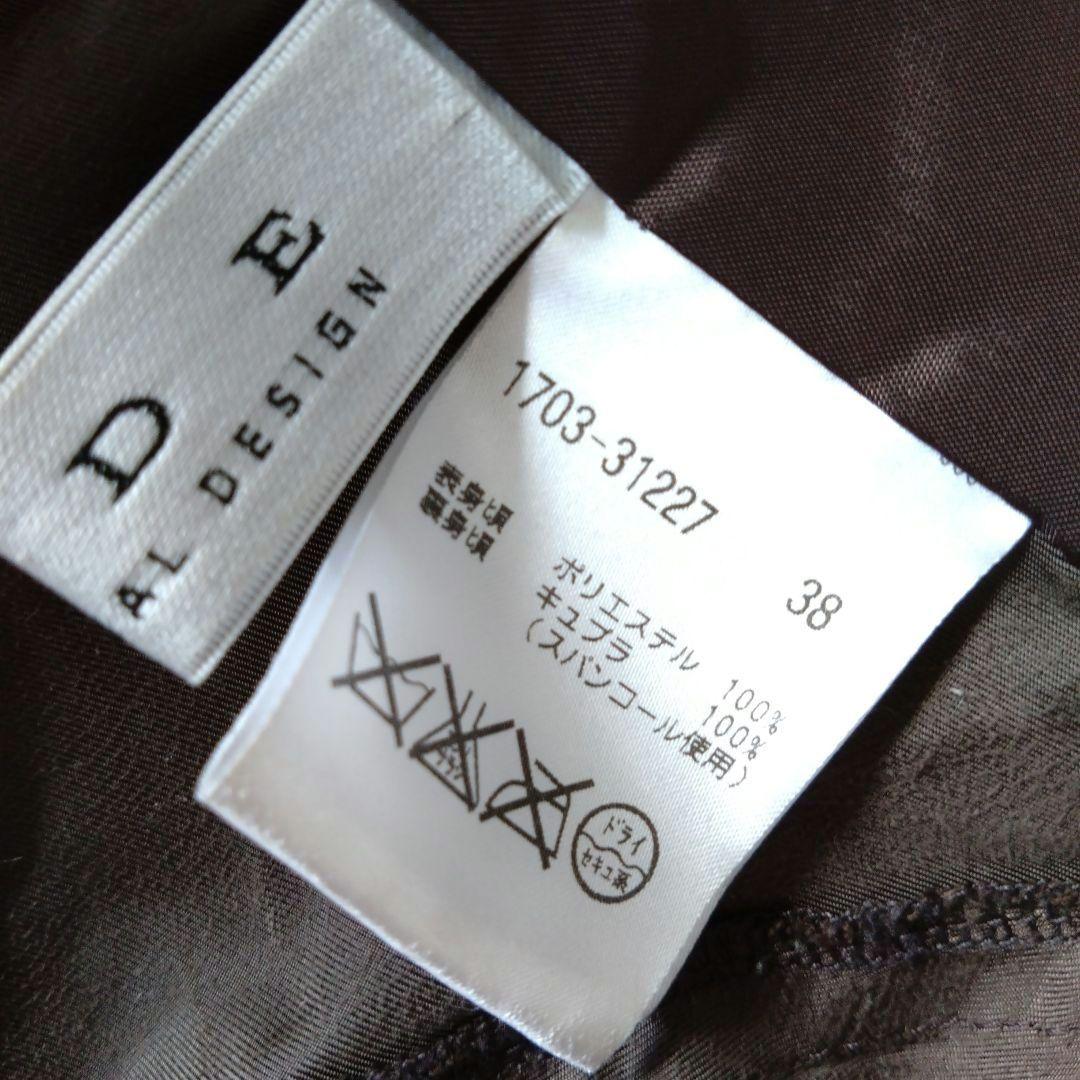 D E
AL DESIGN
1703-31227
38
表身頃 ポリエステル 100%
裏身頃 キュプラ 100%
(スパンコール使用)
ドライ
セキユ系